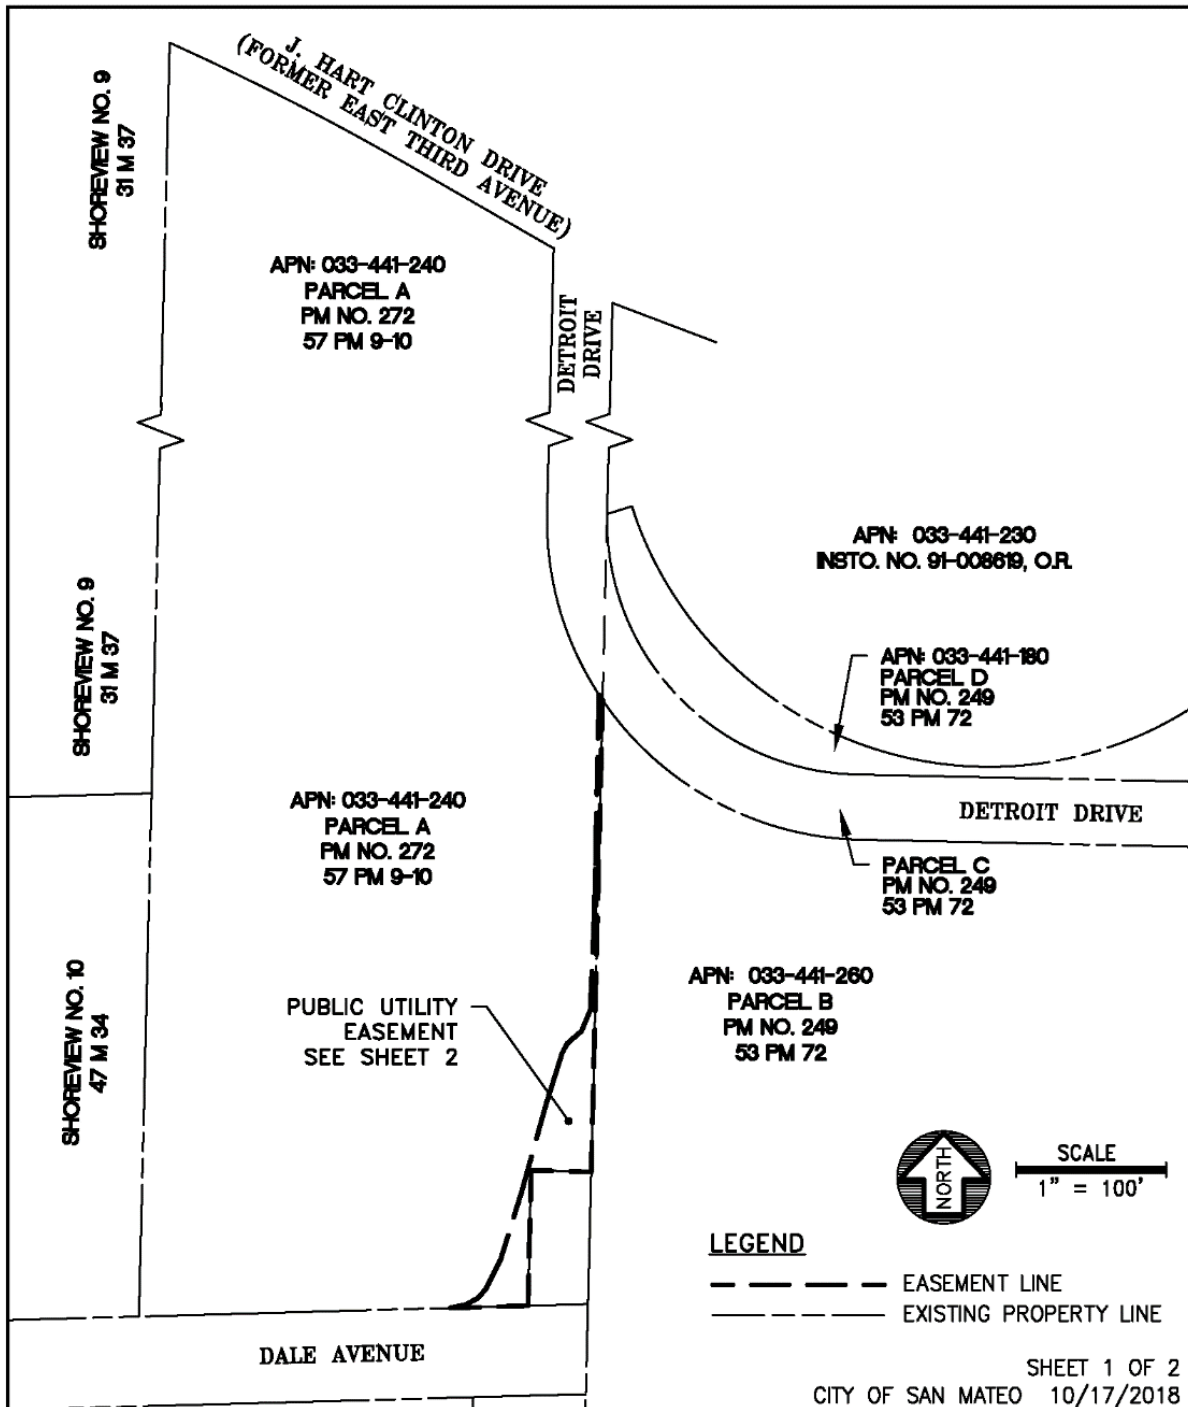 J. HART CLINTON DRIVE
(FORMER EAST THIRD AVENUE)
SHOREVIEW NO. 9
31 M 37
APN: 033-441-240
PARCEL A
PM NO. 272
57 PM 9-10
DETROIT
DRIVE
APN: 033-441-230
INSTO. NO. 91-008619, O.R.
SHOREVIEW NO. 9
31 M 37
APN: 033-441-180
PARCEL D
PM NO. 249
53 PM 72
APN: 033-441-240
PARCEL A
PM NO. 272
57 PM 9-10
DETROIT DRIVE
PARCEL C
PM NO. 249
53 PM 72
SHOREVIEW NO. 10
47 M 34
PUBLIC UTILITY
EASEMENT
SEE SHEET 2
APN: 033-441-260
PARCEL B
PM NO. 249
53 PM 72
NORTH
SCALE
1" = 100'
LEGEND
EASEMENT LINE
EXISTING PROPERTY LINE
DALE AVENUE
SHEET 1 OF 2
CITY OF SAN MATEO 10/17/2018